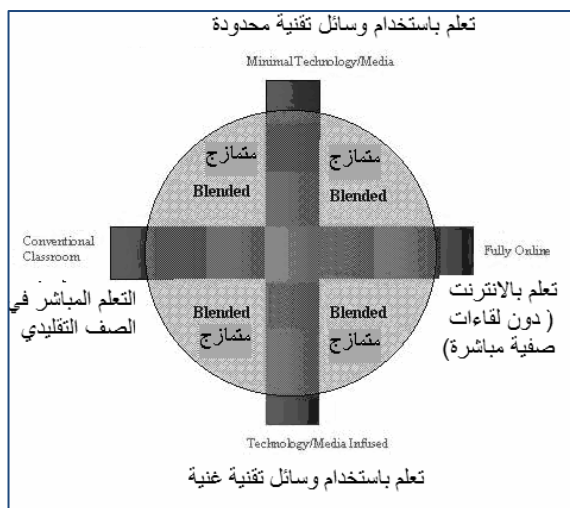 تعلم باستخدام وسائل تقنية محدودة
Minimal Technology/Media
متمازج
متمازج
Blended
Blended
Conventional
Classroom
Fully Online
التعلم المباشر في
الصف التقليدي
تعلم بالانترنت
( دون لقاءات
صفية مباشرة)
Blended
Blended
متمازج
متمازج
Technology/Media Infused
تعلم باستخدام وسائل تقنية غنية